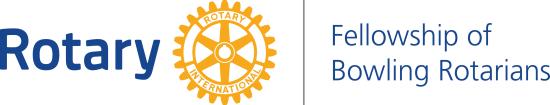 Rotary
ROTARY
INTERNATIONAL
Fellowship of
Bowling Rotarians